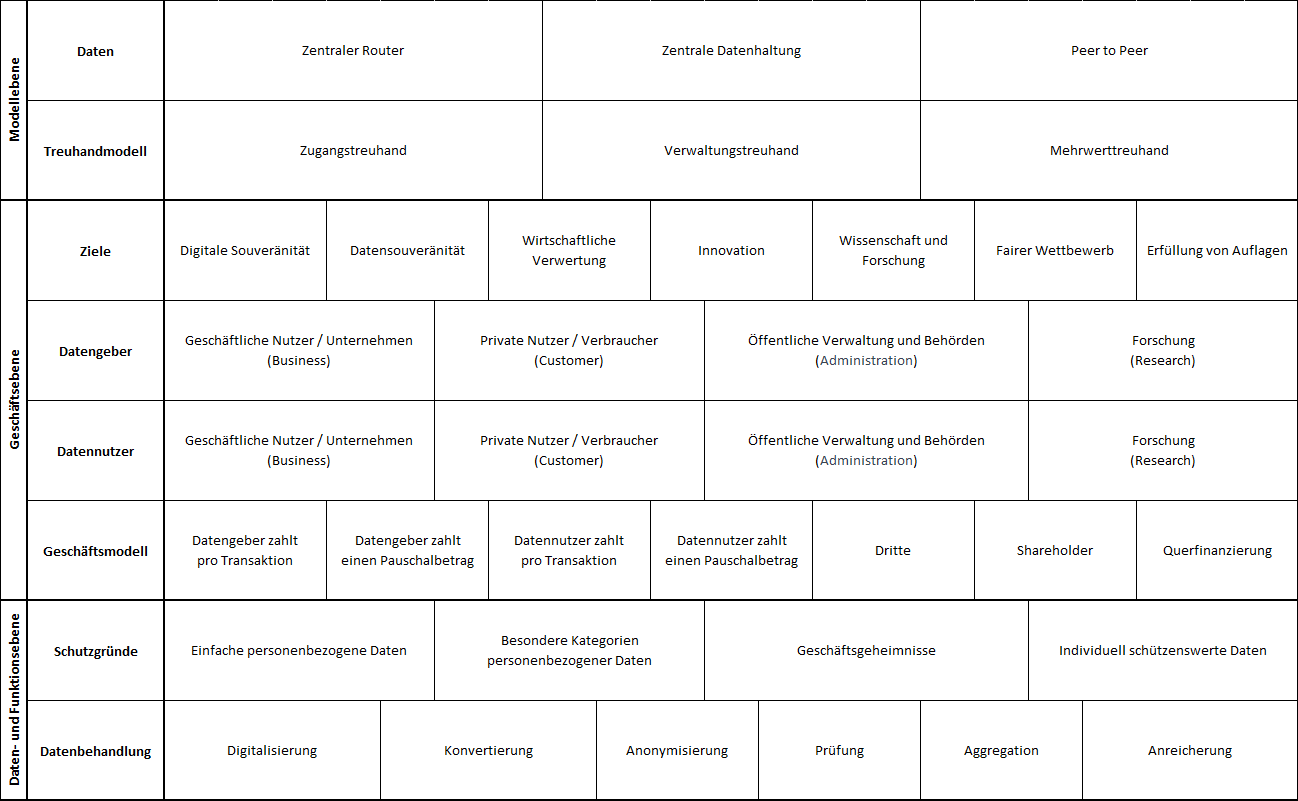 Modellebene
Daten
Zentraler Router
Zentrale Datenhaltung
Peer to Peer
Treuhandmodell
Zugangstreuhand
Verwaltungstreuhand
Mehrwerttreuhand
Geschäftsebene
Ziele
Digitale Souveränität
Datensouveränität
Wirtschaftliche
Verwertung
Innovation
Wissenschaft und
Forschung
Fairer Wettbewerb
Erfüllung von Auflagen
Datengeber
Geschäftliche Nutzer / Unternehmen
(Business)
Private Nutzer / Verbraucher
(Customer)
Öffentliche Verwaltung und Behörden
(Administration)
Forschung
(Research)
Datennutzer
Geschäftliche Nutzer / Unternehmen
(Business)
Private Nutzer / Verbraucher
(Customer)
Öffentliche Verwaltung und Behörden
(Administration)
Forschung
(Research)
Geschäftsmodell
Datengeber zahlt
pro Transaktion
Datengeber zahlt
einen Pauschalbetrag
Datennutzer zahlt
pro Transaktion
Datennutzer zahlt
einen Pauschalbetrag
Dritte
Shareholder
Querfinanzierung
Daten- und Funktionsebene
Schutzgründe
Einfache personenbezogene Daten
Besondere Kategorien
personenbezogener Daten
Geschäftsgeheimnisse
Individuell schützenswerte Daten
Datenbehandlung
Digitalisierung
Konvertierung
Anonymisierung
Prüfung
Aggregation
Anreicherung